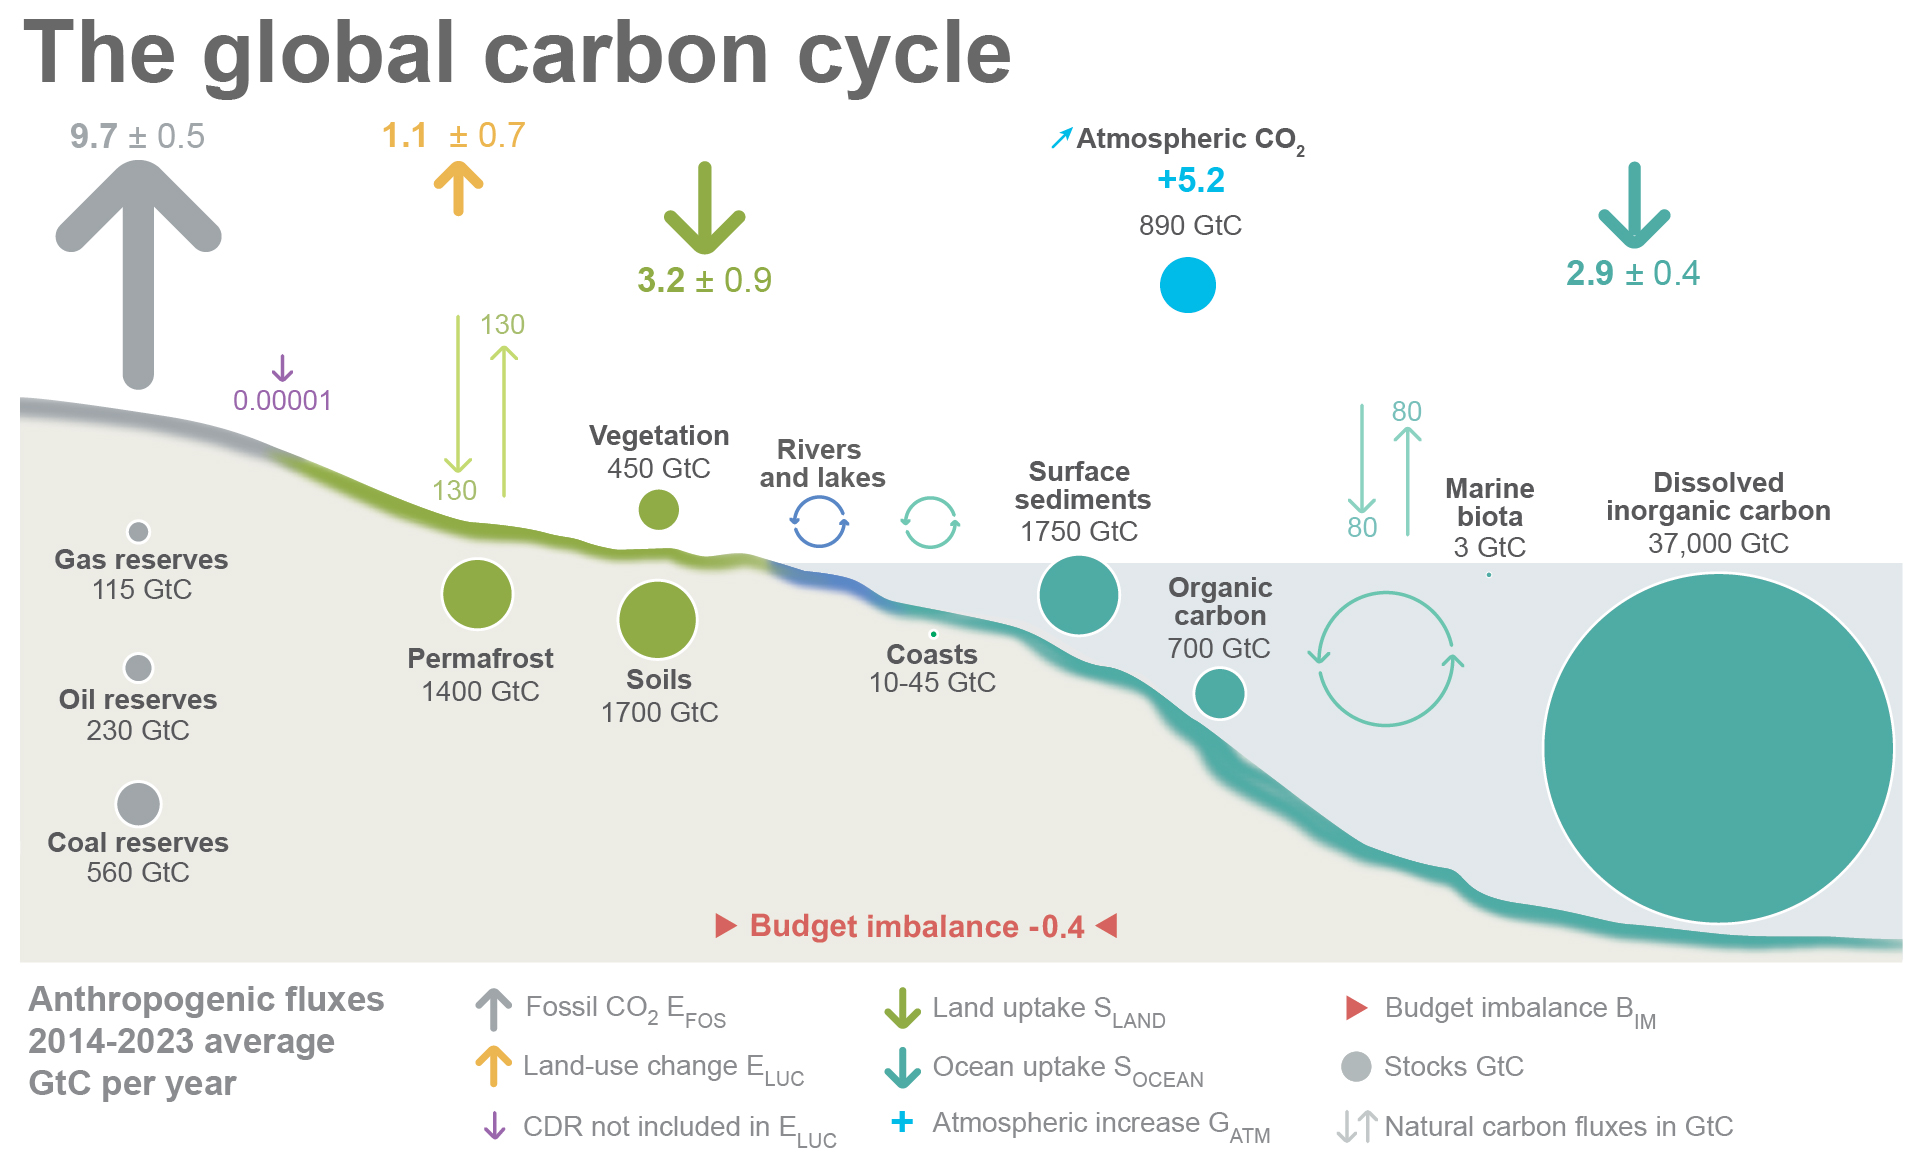 The global carbon cycle
9.7 ± 0.5
1.1 ± 0.7
3.2 ± 0.9
Atmospheric CO₂
+5.2
890 GtC
2.9 ± 0.4
0.00001
130
130
Vegetation
450 GtC
Rivers
and lakes
Surface
sediments
1750 GtC
80
80
Marine
biota
3 GtC
Dissolved
inorganic carbon
37,000 GtC
Gas reserves
115 GtC
Oil reserves
230 GtC
Coal reserves
560 GtC
Permafrost
1400 GtC
Soils
1700 GtC
Coasts
10-45 GtC
Organic
carbon
700 GtC
Budget imbalance -0.4
Anthropogenic fluxes
2014-2023 average
GtC per year
Fossil CO₂ EFOS
Land-use change ELUC
CDR not included in ELUC
Land uptake SLAND
Ocean uptake SOCEAN
Atmospheric increase GATM
Budget imbalance BIM
Stocks GtC
Natural carbon fluxes in GtC